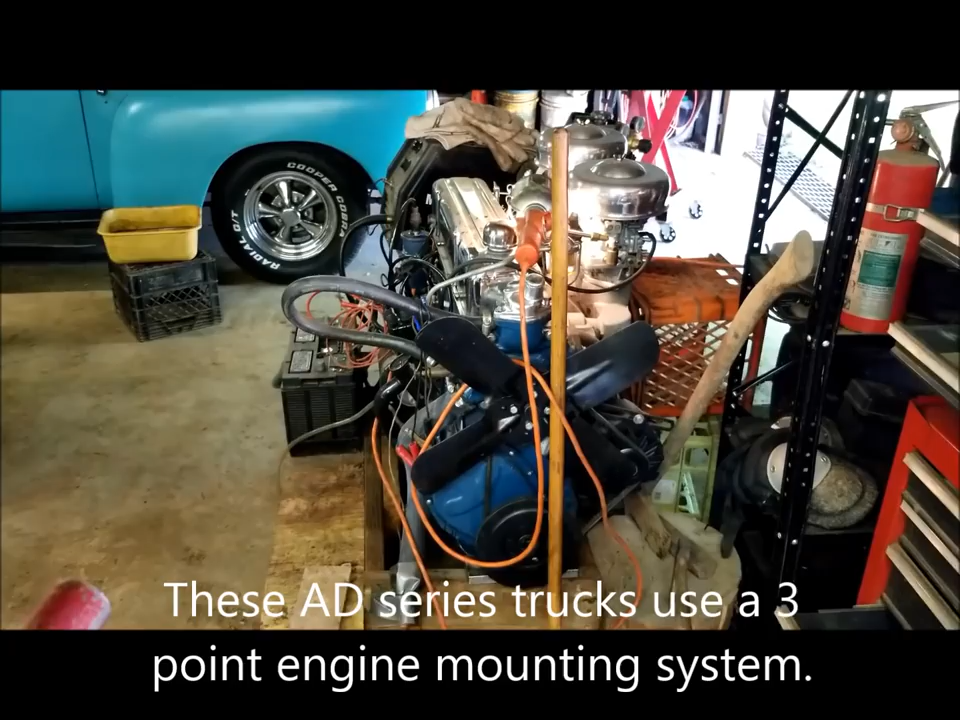 COOPER COBRA
RADIAL G/T
These AD series trucks use a 3
point engine mounting system.